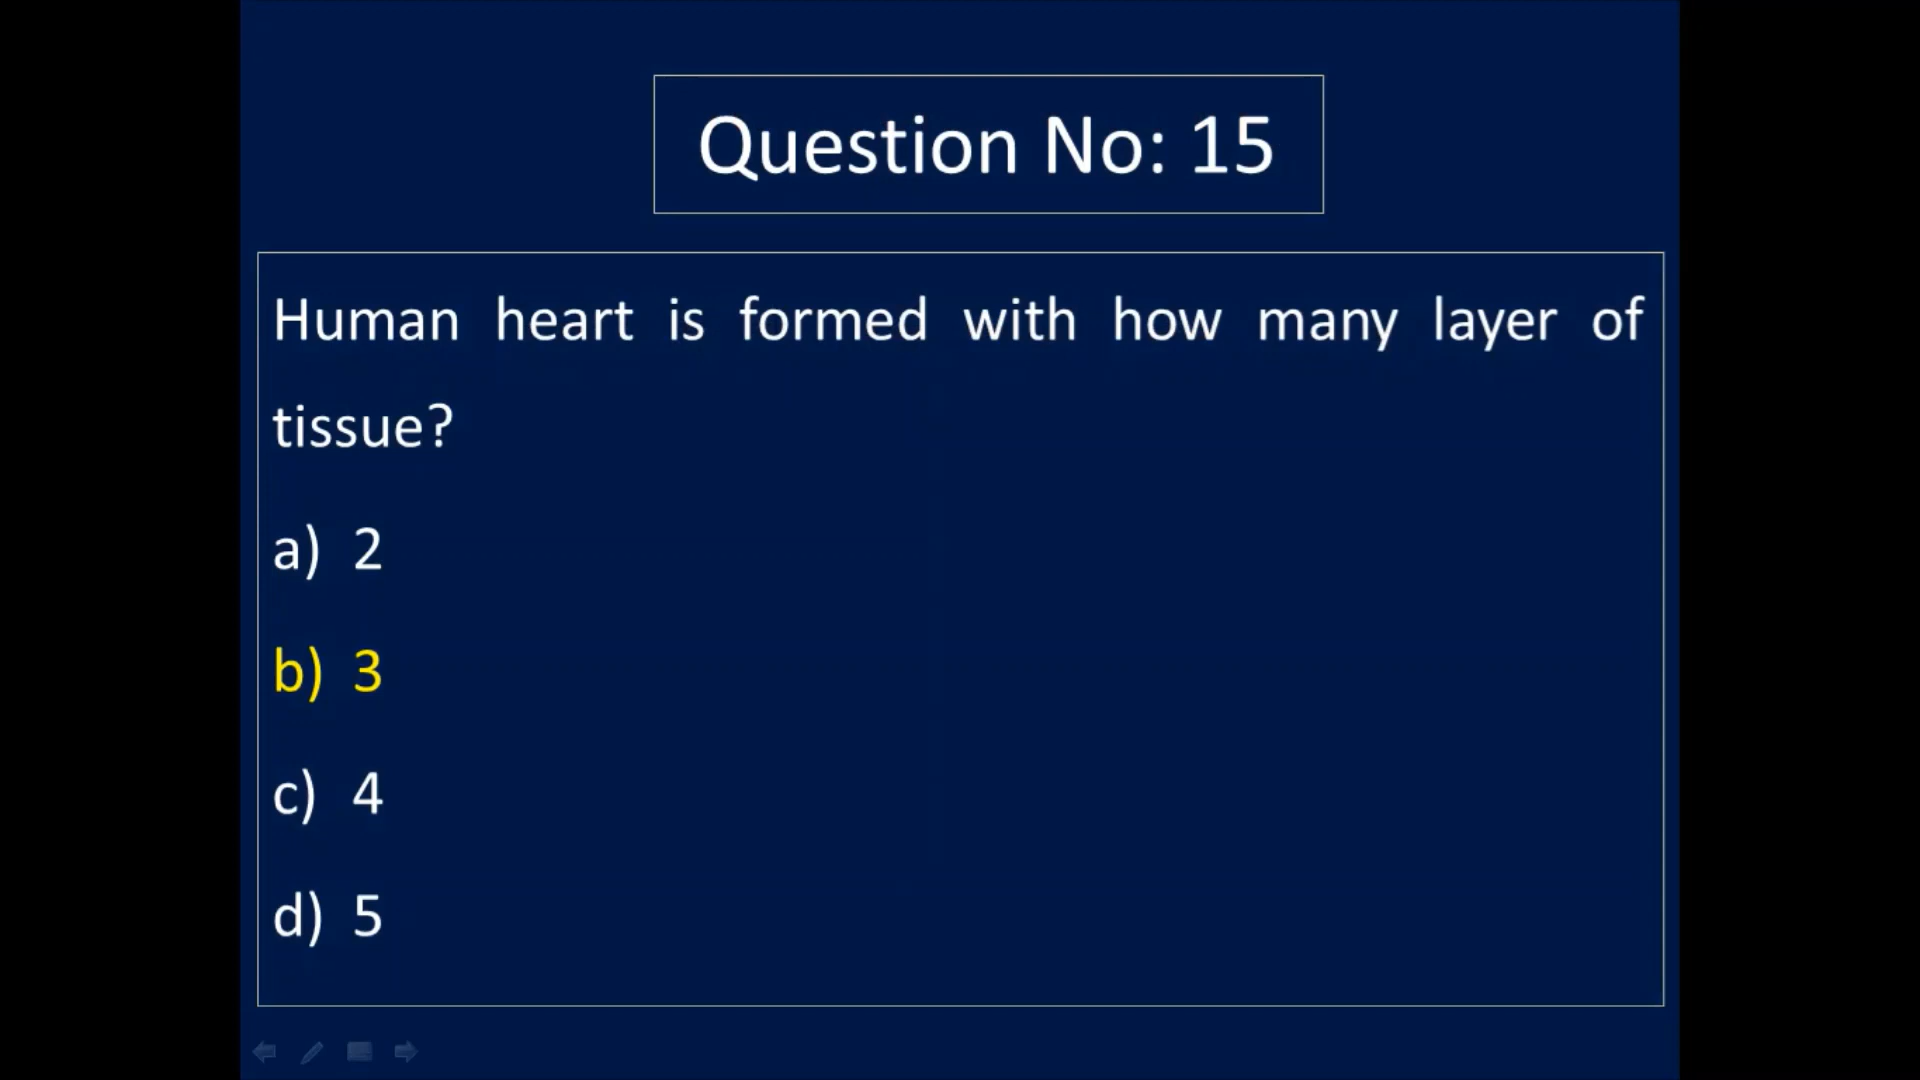 Question No: 15
Human heart is formed with how many layer of
tissue?
a) 2
b) 3
c) 4
d) 5